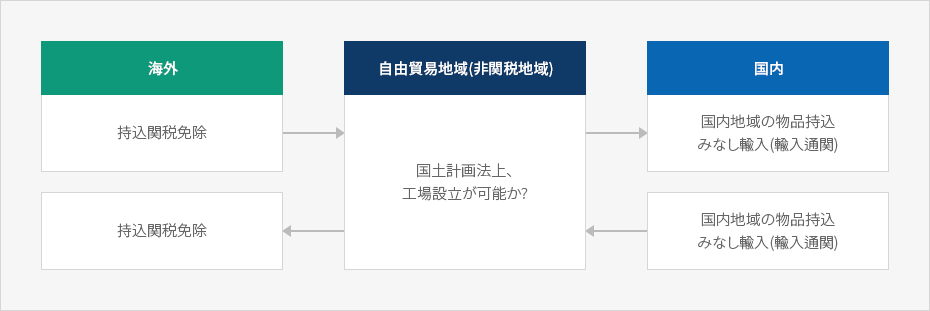 海外
自由貿易地域(非関税地域)
国内
持込関税免除
国土計画法上、
工場設立が可能か?
国内地域の物品持込
みなし輸入(輸入通関)
持込関税免除
国内地域の物品持込
みなし輸入(輸入通関)